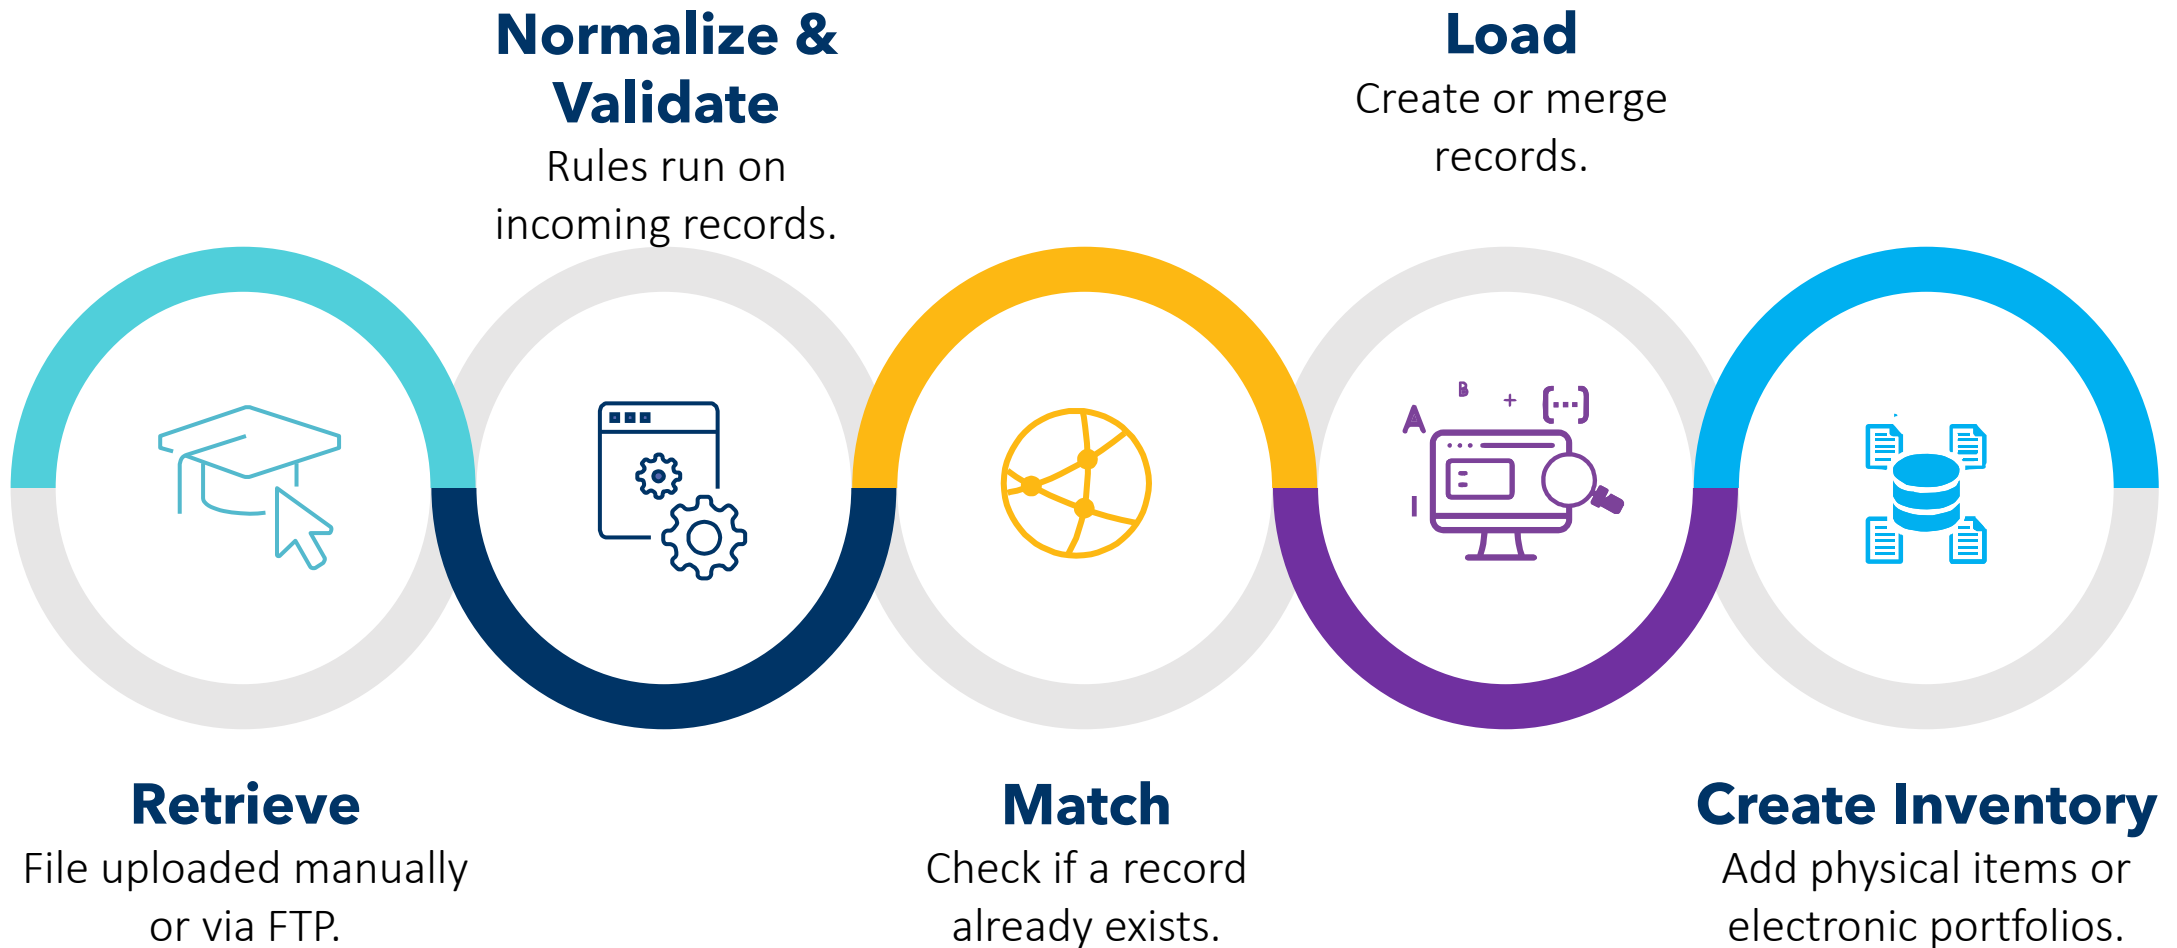 Retrieve
File uploaded manually
or via FTP.
Normalize &
Validate
Rules run on
incoming records.
Match
Check if a record
already exists.
Load
Create or merge
records.
A
B
+
[...]
I
Create Inventory
Add physical items or
electronic portfolios.